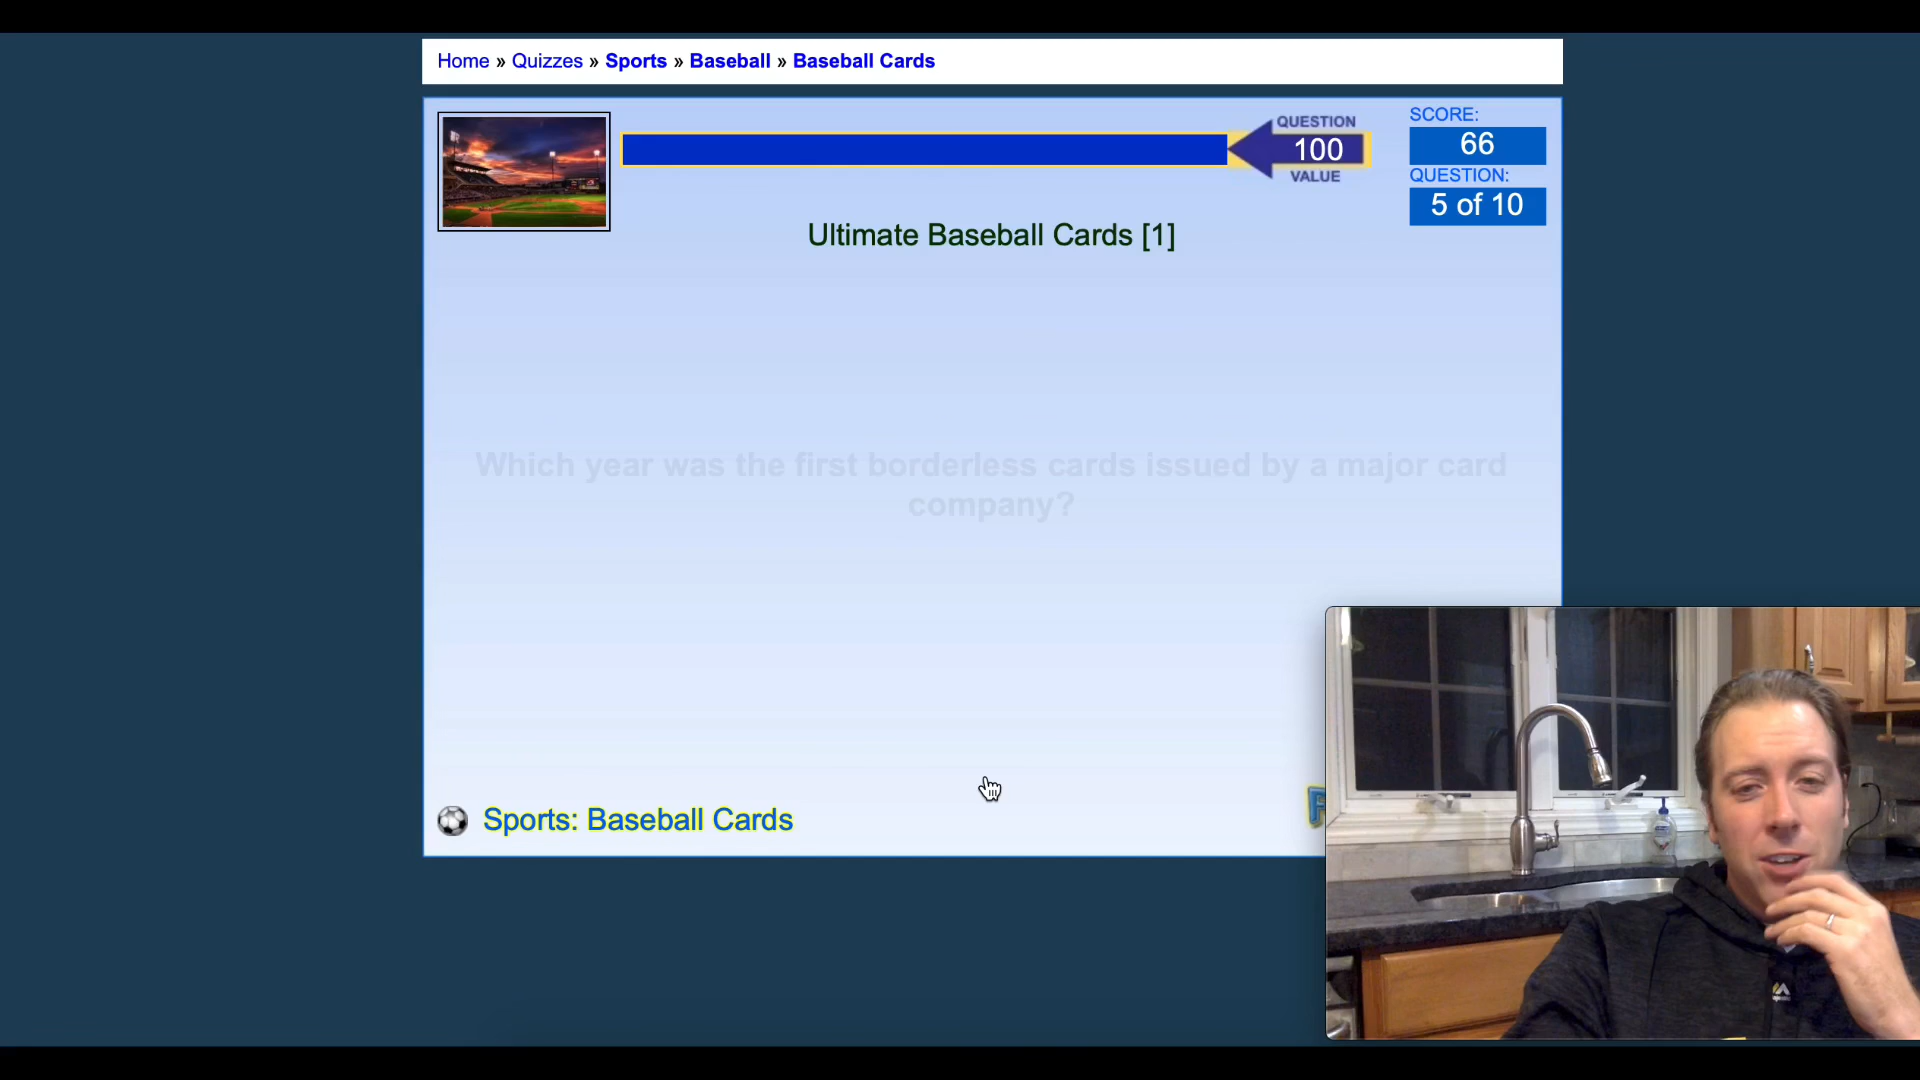 Home » Quizzes » Sports » Baseball » Baseball Cards
QUESTION
100
VALUE
SCORE:
66
QUESTION:
5 of 10
Ultimate Baseball Cards [1]
Which year was the first borderless cards issued by a major card
company?
Sports: Baseball Cards